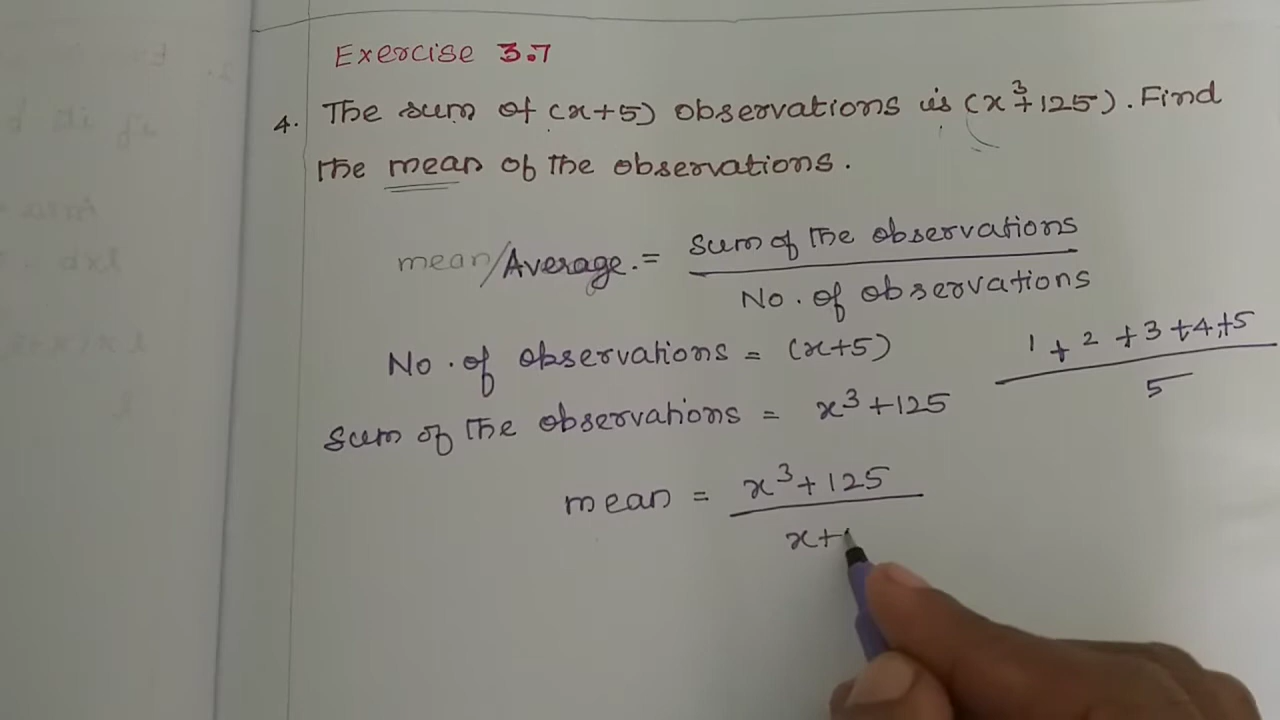 Exercise 3.7
4. The sum of (x+5) observations is (x³+125). Find
the mean of the observations.
mean/Average. = sum of the observations
No. of observations
No. of observations = (x+5)
1 + 2 + 3 + 4 + 5
5
sum of the observations = x³+125
mean = x³+125
x+